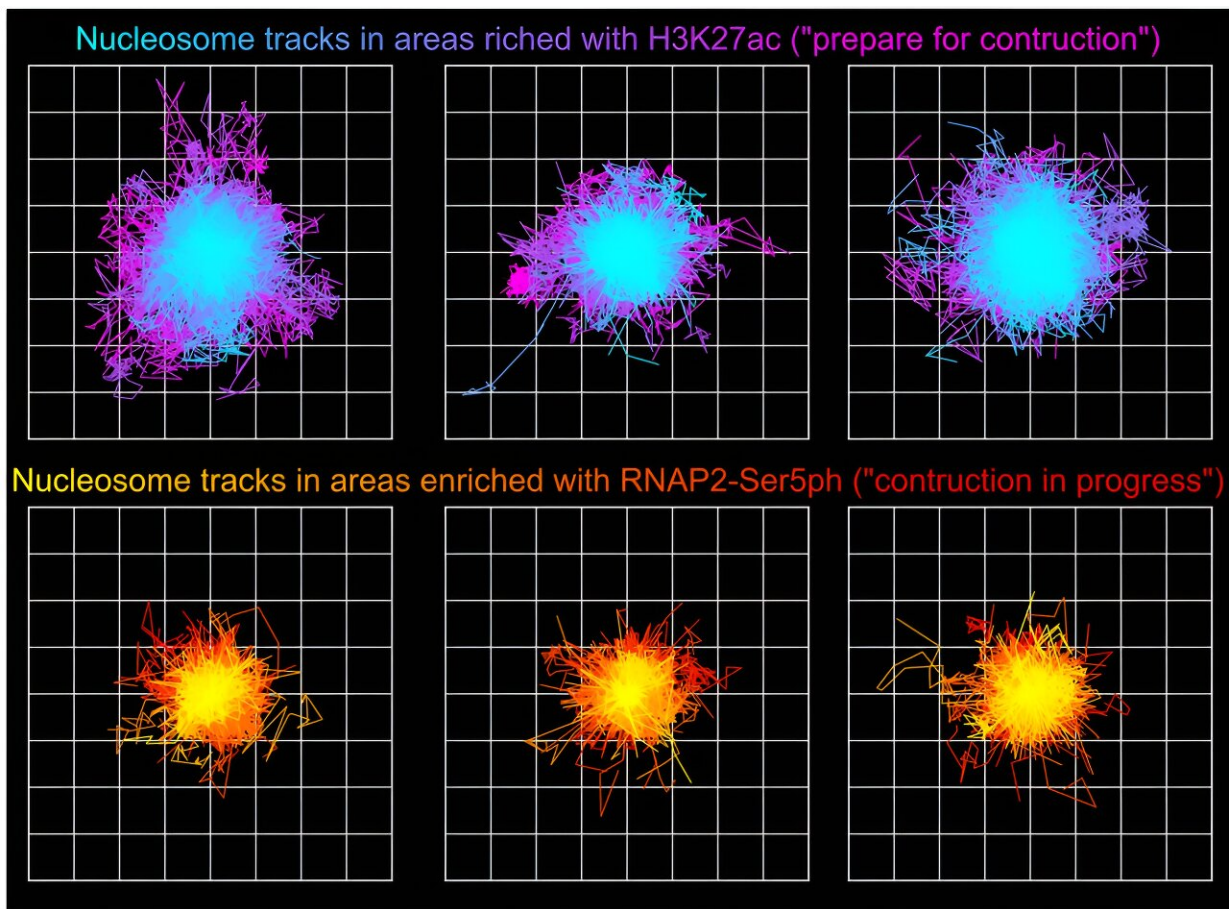 Nucleosome tracks in areas riched with H3K27ac ("prepare for contruction")
Nucleosome tracks in areas enriched with RNAP2-Ser5ph ("contruction in progress")